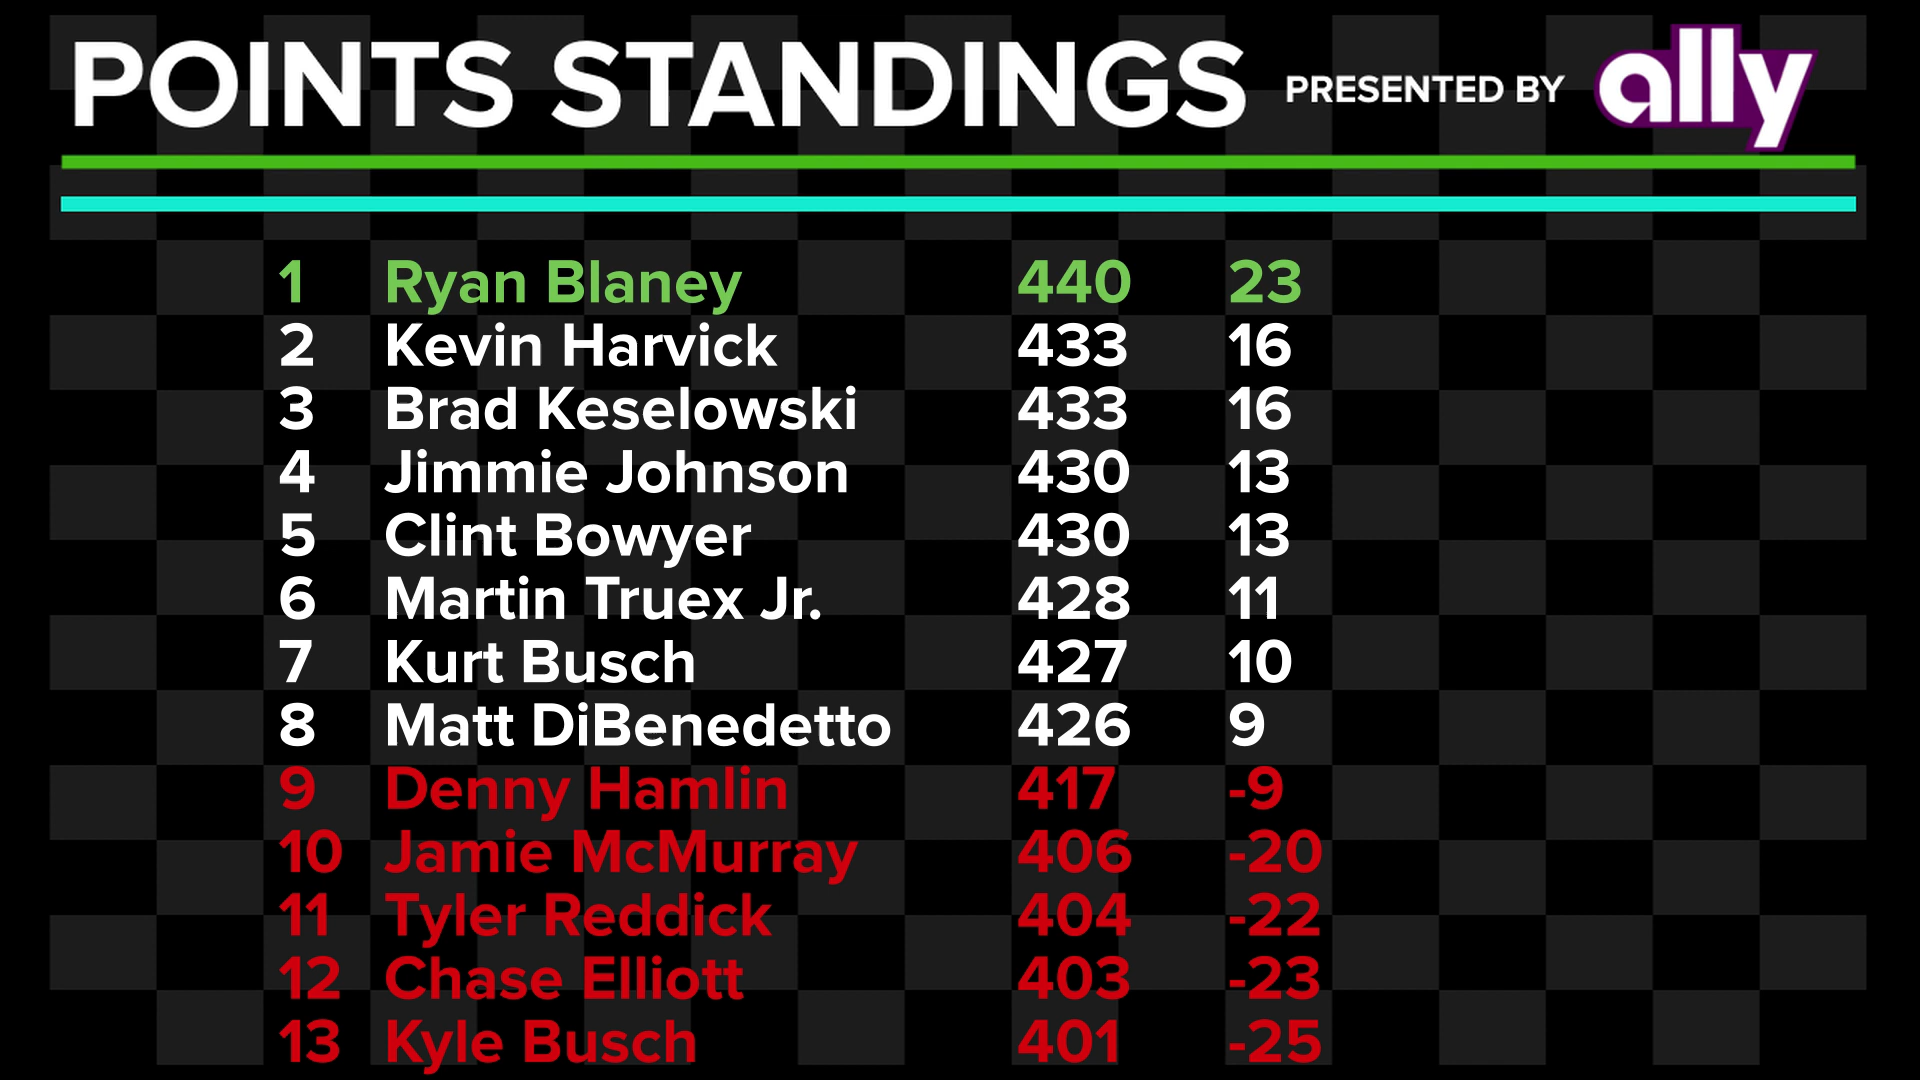 POINTS STANDINGS PRESENTED BY ally
1 Ryan Blaney 440 23
2 Kevin Harvick 433 16
3 Brad Keselowski 433 16
4 Jimmie Johnson 430 13
5 Clint Bowyer 430 13
6 Martin Truex Jr. 428 11
7 Kurt Busch 427 10
8 Matt DiBenedetto 426 9
9 Denny Hamlin 417 -9
10 Jamie McMurray 406 -20
11 Tyler Reddick 404 -22
12 Chase Elliott 403 -23
13 Kyle Busch 401 -25